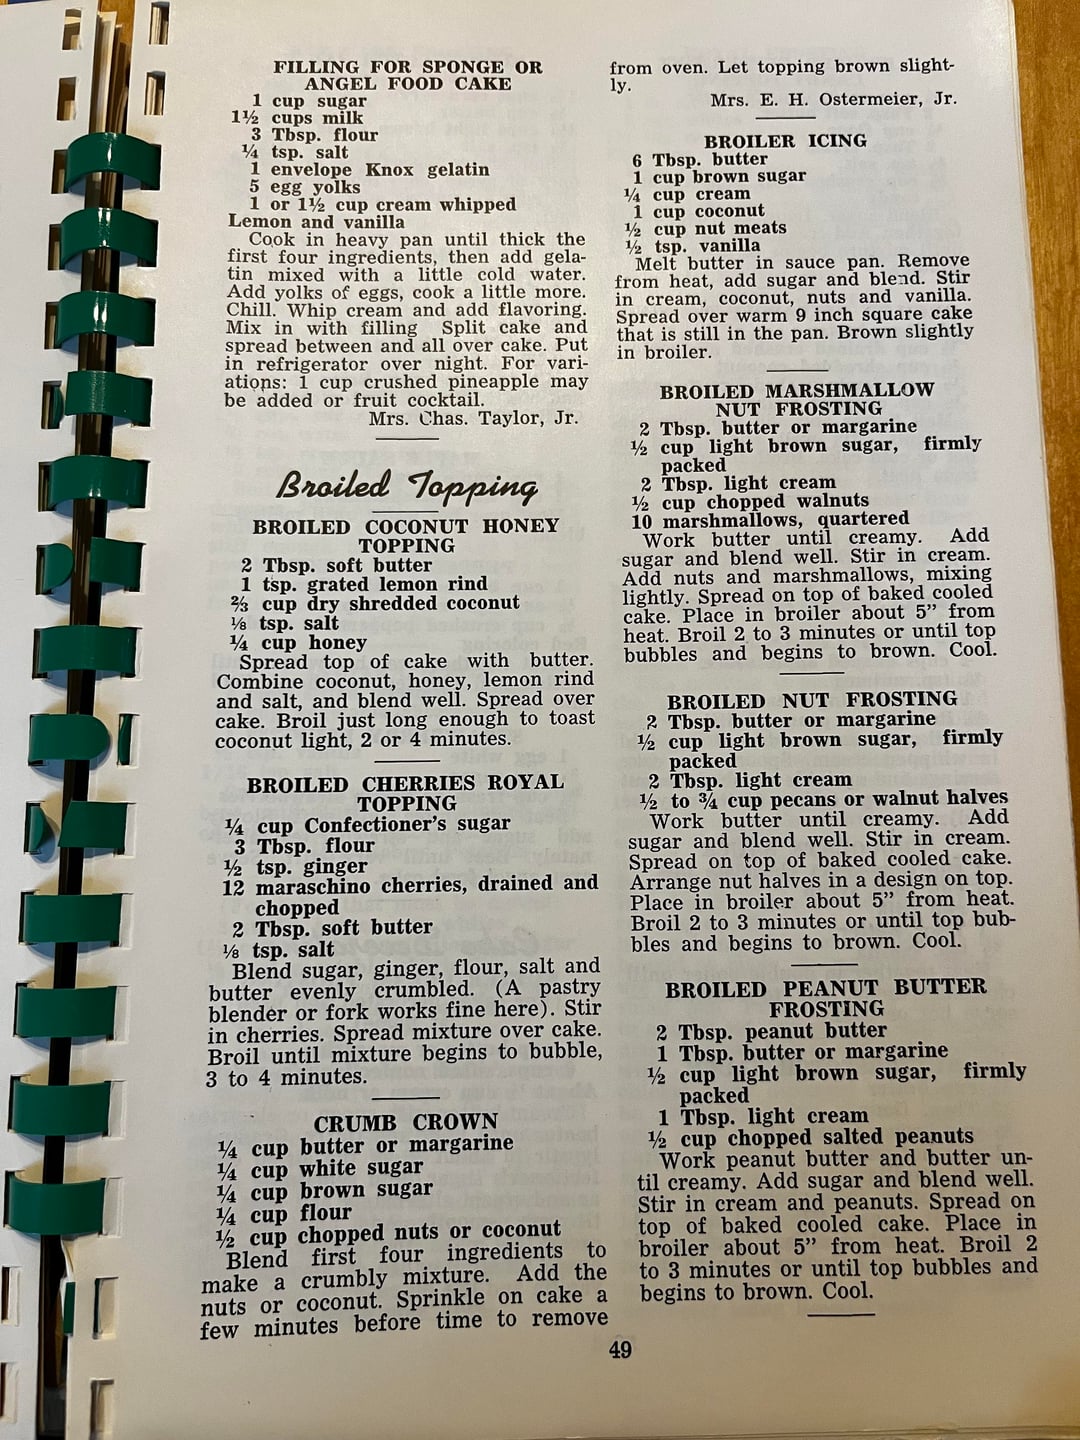 FILLING FOR SPONGE OR
ANGEL FOOD CAKE
1 cup sugar
1½ cups milk
3 Tbsp. flour
¼ tsp. salt
1 envelope Knox gelatin
5 egg yolks
1 or 1½ cup cream whipped
Lemon and vanilla
Cook in heavy pan until thick the
first four ingredients, then add gela-
tin mixed with a little cold water.
Add yolks of eggs, cook a little more.
Chill. Whip cream and add flavoring.
Mix in with filling Split cake and
spread between and all over cake. Put
in refrigerator over night. For vari-
ations: 1 cup crushed pineapple may
be added or fruit cocktail.
Mrs. Chas. Taylor, Jr.
Broiled Topping
BROILED COCONUT HONEY
TOPPING
2 Tbsp. soft butter
1 tsp. grated lemon rind
⅔ cup dry shredded coconut
⅛ tsp. salt
¼ cup honey
Spread top of cake with butter.
Combine coconut, honey, lemon rind
and salt, and blend well. Spread over
cake. Broil just long enough to toast
coconut light, 2 or 4 minutes.
BROILED CHERRIES ROYAL
TOPPING
¼ cup Confectioner's sugar
3 Tbsp. flour
½ tsp. ginger
12 maraschino cherries, drained and
chopped
2 Tbsp. soft butter
⅛ tsp. salt
Blend sugar, ginger, flour, salt and
butter evenly crumbled. (A pastry
blender or fork works fine here). Stir
in cherries. Spread mixture over cake.
Broil until mixture begins to bubble,
3 to 4 minutes.
CRUMB CROWN
¼ cup butter or margarine
¼ cup white sugar
¼ cup brown sugar
¼ cup flour
½ cup chopped nuts or coconut
Blend first four ingredients to
make a crumbly mixture. Add the
nuts or coconut. Sprinkle on cake a
few minutes before time to remove
from oven. Let topping brown slight-
ly.
Mrs. E. H. Ostermeier, Jr.
BROILER ICING
6 Tbsp. butter
1 cup brown sugar
¼ cup cream
1 cup coconut
½ cup nut meats
½ tsp. vanilla
Melt butter in sauce pan. Remove
from heat, add sugar and blend. Stir
in cream, coconut, nuts and vanilla.
Spread over warm 9 inch square cake
that is still in the pan. Brown slightly
in broiler.
BROILED MARSHMALLOW
NUT FROSTING
2 Tbsp. butter or margarine
½ cup light brown sugar, firmly
packed
2 Tbsp. light cream
½ cup chopped walnuts
10 marshmallows, quartered
Work butter until creamy. Add
sugar and blend well. Stir in cream.
Add nuts and marshmallows, mixing
lightly. Spread on top of baked cooled
cake. Place in broiler about 5” from
heat. Broil 2 to 3 minutes or until top
bubbles and begins to brown. Cool.
BROILED NUT FROSTING
2 Tbsp. butter or margarine
½ cup light brown sugar, firmly
packed
2 Tbsp. light cream
½ to ¾ cup pecans or walnut halves
Work butter until creamy. Add
sugar and blend well. Stir in cream.
Spread on top of baked cooled cake.
Arrange nut halves in a design on top.
Place in broiler about 5” from heat.
Broil 2 to 3 minutes or until top bub-
bles and begins to brown. Cool.
BROILED PEANUT BUTTER
FROSTING
2 Tbsp. peanut butter
1 Tbsp. butter or margarine
½ cup light brown sugar, firmly
packed
1 Tbsp. light cream
½ cup chopped salted peanuts
Work peanut butter and butter un-
til creamy. Add sugar and blend well.
Stir in cream and peanuts. Spread on
top of baked cooled cake. Place in
broiler about 5” from heat. Broil 2
to 3 minutes or until top bubbles and
begins to brown. Cool.
49